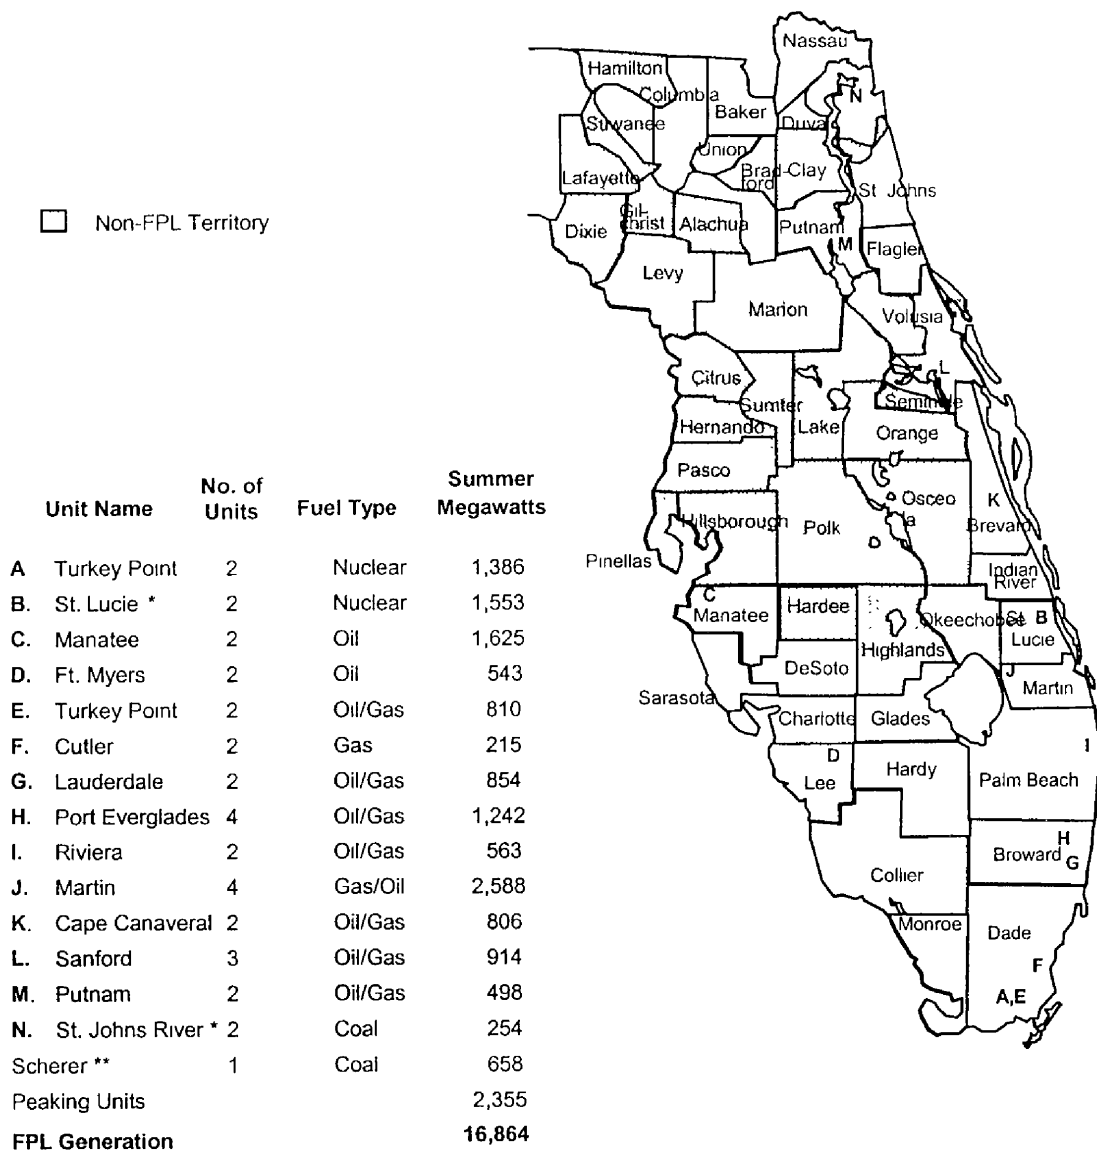 Nassau
Hamilton
Columbia
N
Baker
Suwanee
Duval
Union
Brad-Clay
ford
Lafayette
St Johns
Non-FPL Territory
Gil-
christ
Alachua
Putnam
Dixie
M
Flagler
Levy
Marion
Volusia
L
Citrus
Seminole
Sumter
Hernando
Lake
Orange
Pasco
Osceo
la
K
Brevard
Hillsborough
Polk
Pinellas
Indian
River
C
Manatee
Hardee
Okeechobee
St. B
Lucie
Highlands
DeSoto
J
Martin
Sarasota
Charlotte
Glades
I
D
Lee
Hardy
Palm Beach
H
Broward
G
Collier
Monroe
Dade
F
A,E
Unit Name No. of Units Fuel Type Summer Megawatts
A Turkey Point 2 Nuclear 1,386
B. St. Lucie * 2 Nuclear 1,553
C. Manatee 2 Oil 1,625
D. Ft. Myers 2 Oil 543
E. Turkey Point 2 Oil/Gas 810
F. Cutler 2 Gas 215
G. Lauderdale 2 Oil/Gas 854
H. Port Everglades 4 Oil/Gas 1,242
I. Riviera 2 Oil/Gas 563
J. Martin 4 Gas/Oil 2,588
K. Cape Canaveral 2 Oil/Gas 806
L. Sanford 3 Oil/Gas 914
M. Putnam 2 Oil/Gas 498
N. St. Johns River * 2 Coal 254
Scherer ** 1 Coal 658
Peaking Units 2,355
FPL Generation 16,864